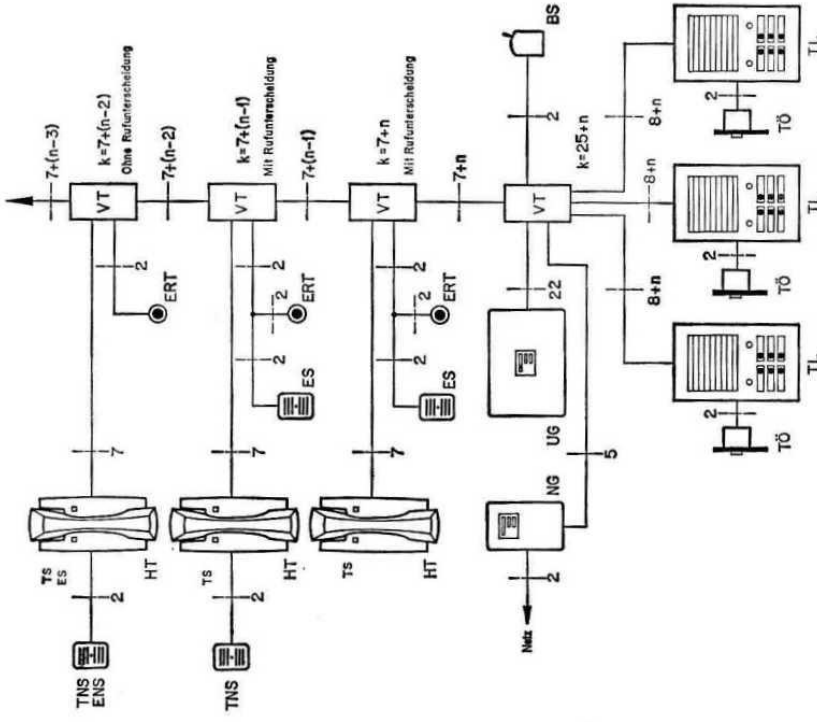 7+(n-3)
k=7+(n-2)
Ohne Rufunterscheidung
VT
7+(n-2)
2
ERT
7
TS
ES
HT
2
TNS
ENS
k=7+(n-1)
Mit Rufunterscheidung
VT
7+(n-1)
2
2
ERT
2
ES
7
TS
HT
2
TNS
k=7+n
Mit Rufunterscheidung
VT
7+n
2
2
ERT
2
ES
7
TS
HT
BS
2
VT
k=25+n
22
UG
5
NG
2
Netz
8+n
8+n
8+n
2
TÖ
2
TÖ
2
TÖ